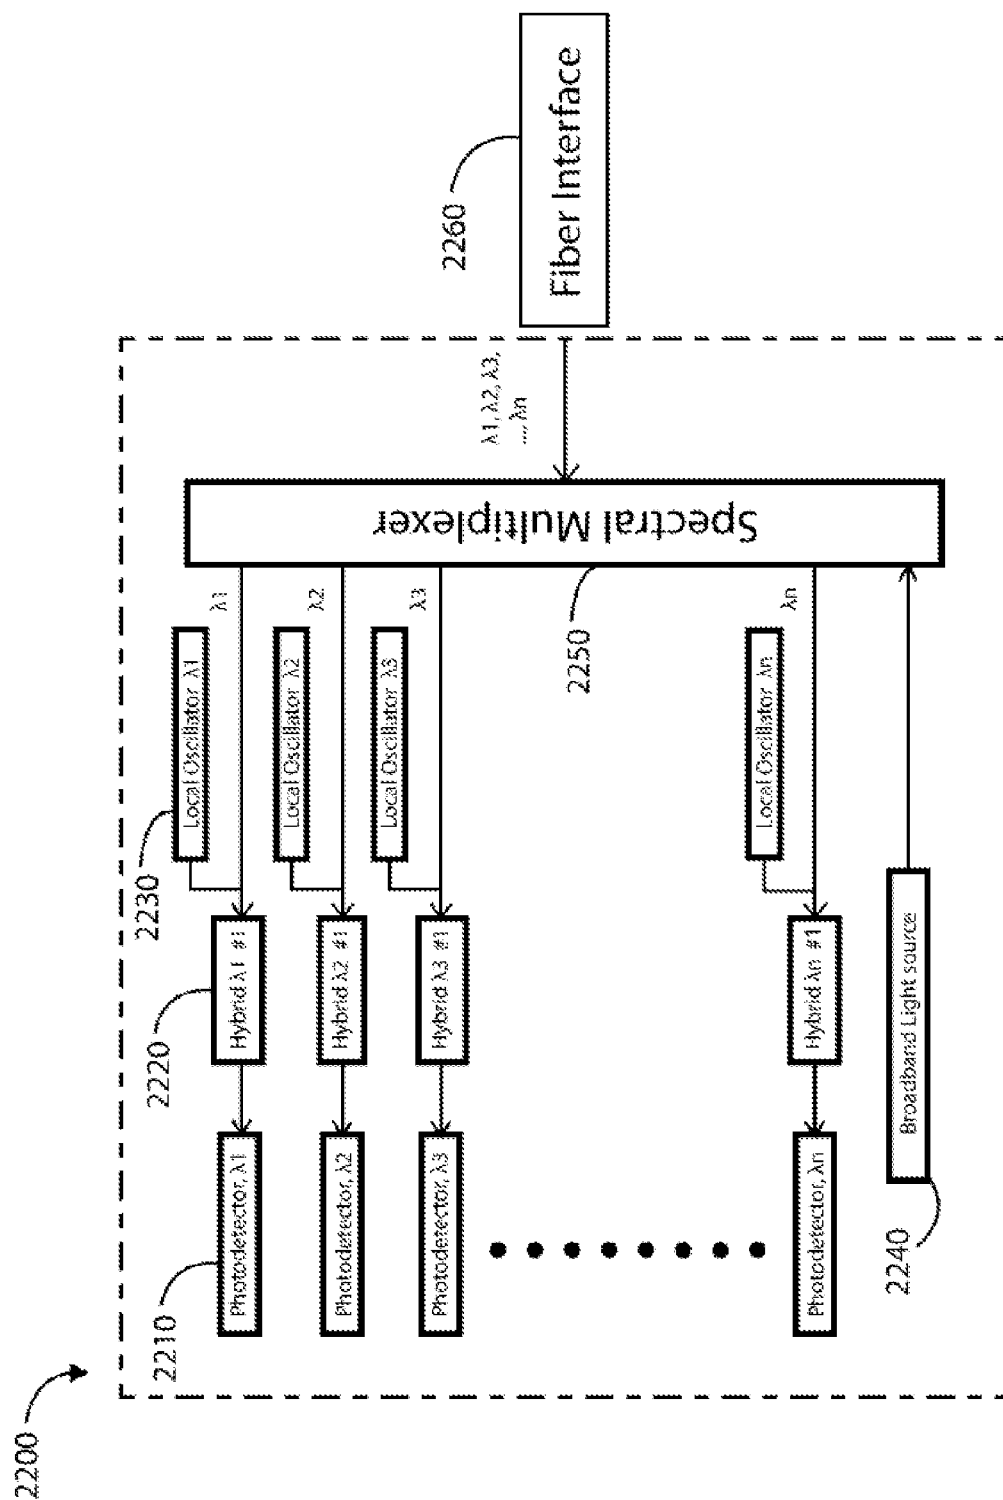 2200
2210
Photodetector, λ1
2220
Hybrid λ1 #1
2230
Local Oscillator λ1
λ1
Photodetector, λ2
Hybrid λ2 #1
Local Oscillator λ2
λ2
Photodetector, λ3
Hybrid λ3 #1
Local Oscillator λ3
λ3
Photodetector, λn
Hybrid λn #1
Local Oscillator λn
λn
2240
Broadband Light source
2250
Spectral Multiplexer
λ1, λ2, λ3,
..., λn
2260
Fiber Interface